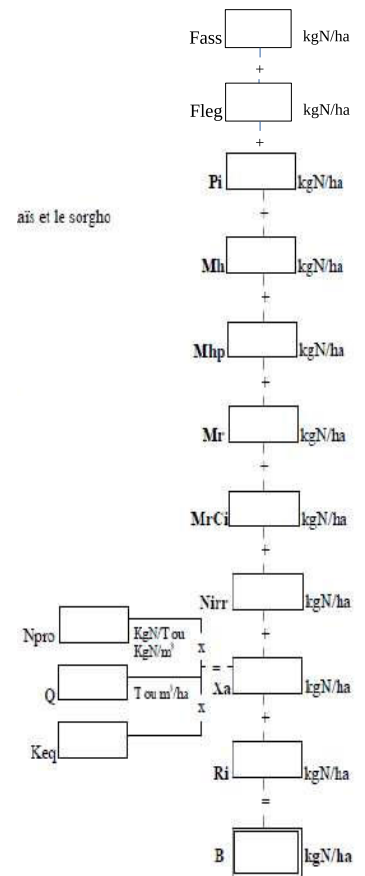 Fass kgN/ha
+
Fleg kgN/ha
+
Pi kgN/ha
+
aïs et le sorgho
Mh kgN/ha
+
Mhp kgN/ha
+
Mr kgN/ha
+
MrCi kgN/ha
+
Nirr kgN/ha
Npro KgN/T ou
KgN/m³
+
x
=
Q T ou m³/ha
Xa kgN/ha
x
+
Keq
Ri kgN/ha
=
B kgN/ha